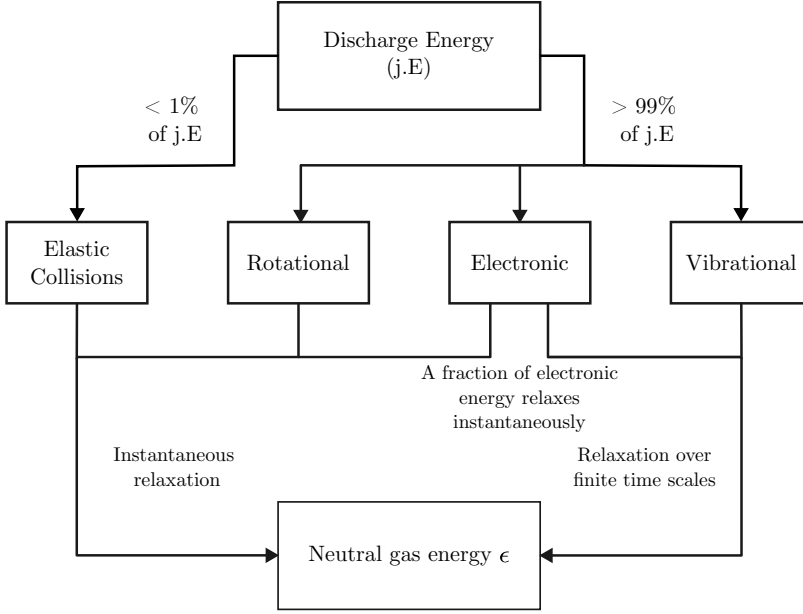 Discharge Energy
(j.E)
< 1%
of j.E
> 99%
of j.E
Elastic
Collisions
Rotational
Electronic
Vibrational
A fraction of electronic
energy relaxes
instantaneously
Instantaneous
relaxation
Relaxation over
finite time scales
Neutral gas energy ϵ